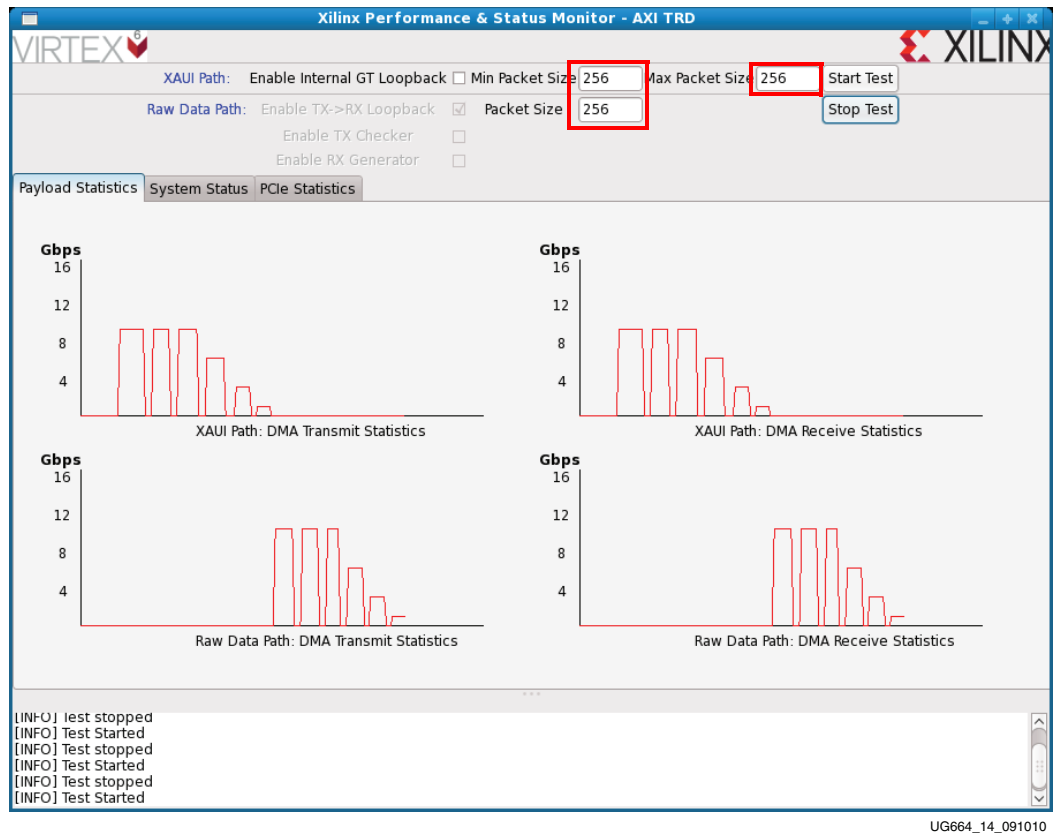 Xilinx Performance & Status Monitor - AXI TRD
VIRTEX 6 XILINX
XAUI Path: Enable Internal GT Loopback Min Packet Size 256 Max Packet Size 256 Start Test
Raw Data Path: Enable TX->RX Loopback Packet Size 256 Stop Test
Enable TX Checker
Enable RX Generator
Payload Statistics System Status PCIe Statistics
Gbps
16
12
8
4
XAUI Path: DMA Transmit Statistics
Gbps
16
12
8
4
XAUI Path: DMA Receive Statistics
Gbps
16
12
8
4
Raw Data Path: DMA Transmit Statistics
Gbps
16
12
8
4
Raw Data Path: DMA Receive Statistics
[INFO] Test stopped
[INFO] Test Started
[INFO] Test stopped
[INFO] Test Started
[INFO] Test stopped
[INFO] Test Started
UG664_14_091010